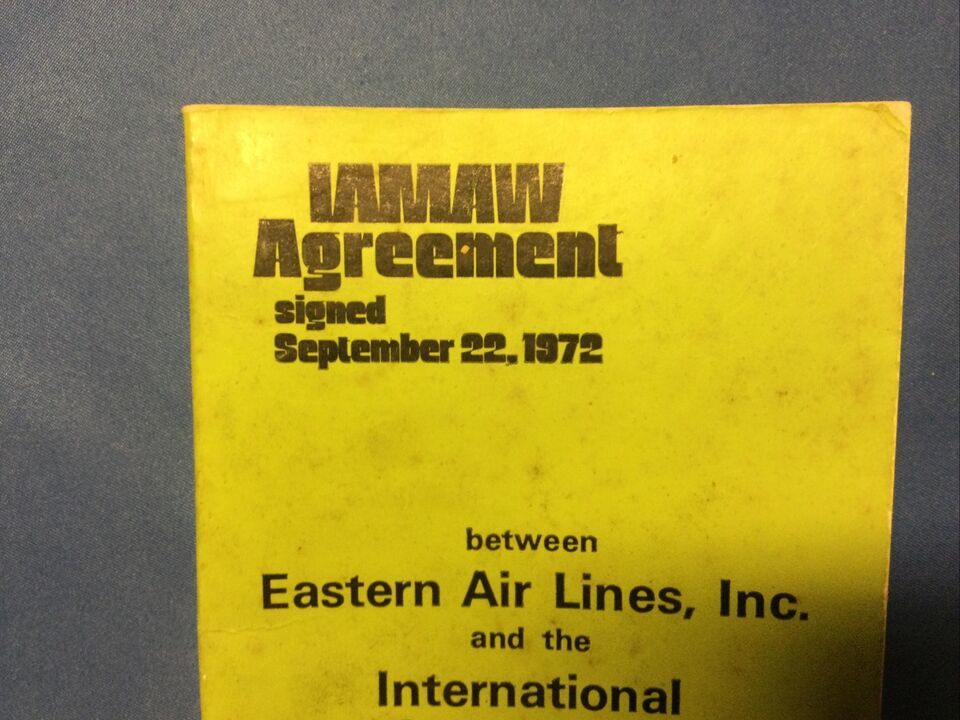 IAMAW
Agreement
signed
September 22, 1972
between
Eastern Air Lines, Inc.
and the
International